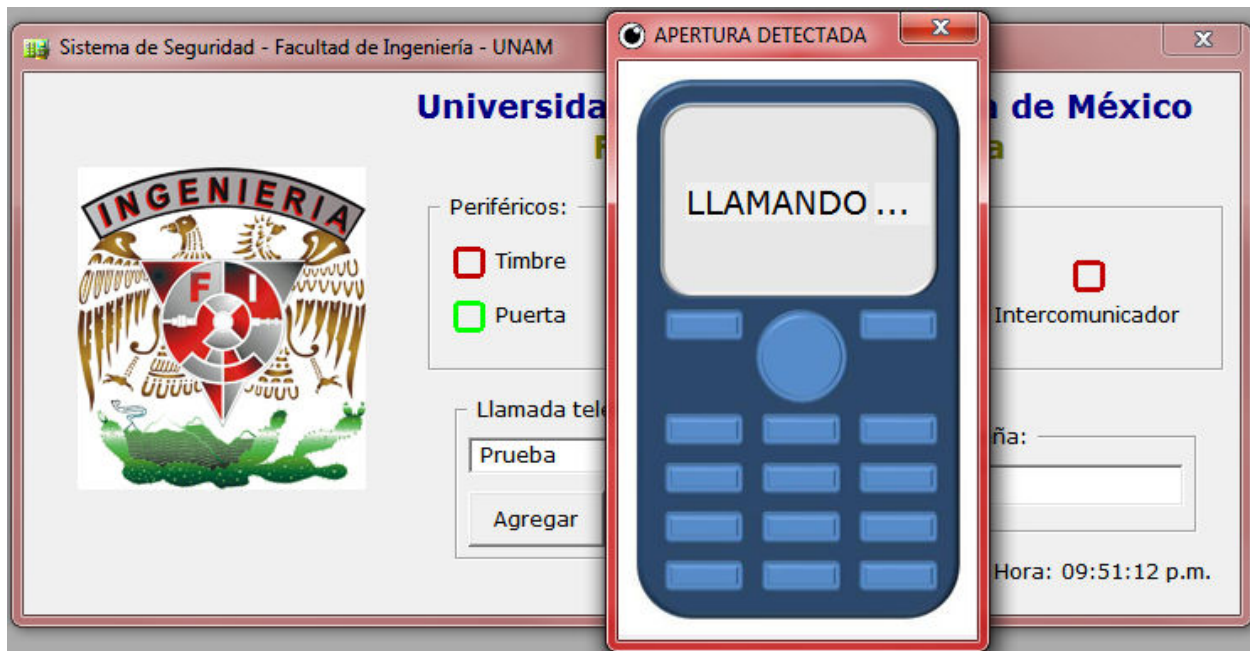 Sistema de Seguridad - Facultad de Ingeniería - UNAM
APERTURA DETECTADA
Universida
a de México
INGENIERIA
F I
Periféricos:
Timbre
Puerta
Intercomunicador
LLAMANDO ...
Llamada tele
Prueba
Agregar
ña:
Hora: 09:51:12 p.m.